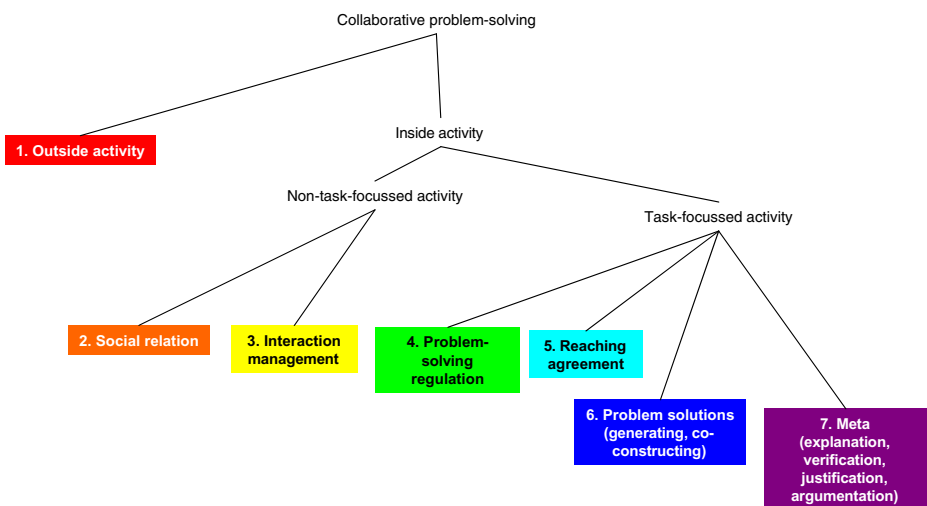 Collaborative problem-solving
Inside activity
1. Outside activity
Non-task-focussed activity
Task-focussed activity
2. Social relation
3. Interaction
management
4. Problem-
solving
regulation
5. Reaching
agreement
6. Problem solutions
(generating, co-
constructing)
7. Meta
(explanation,
verification,
justification,
argumentation)